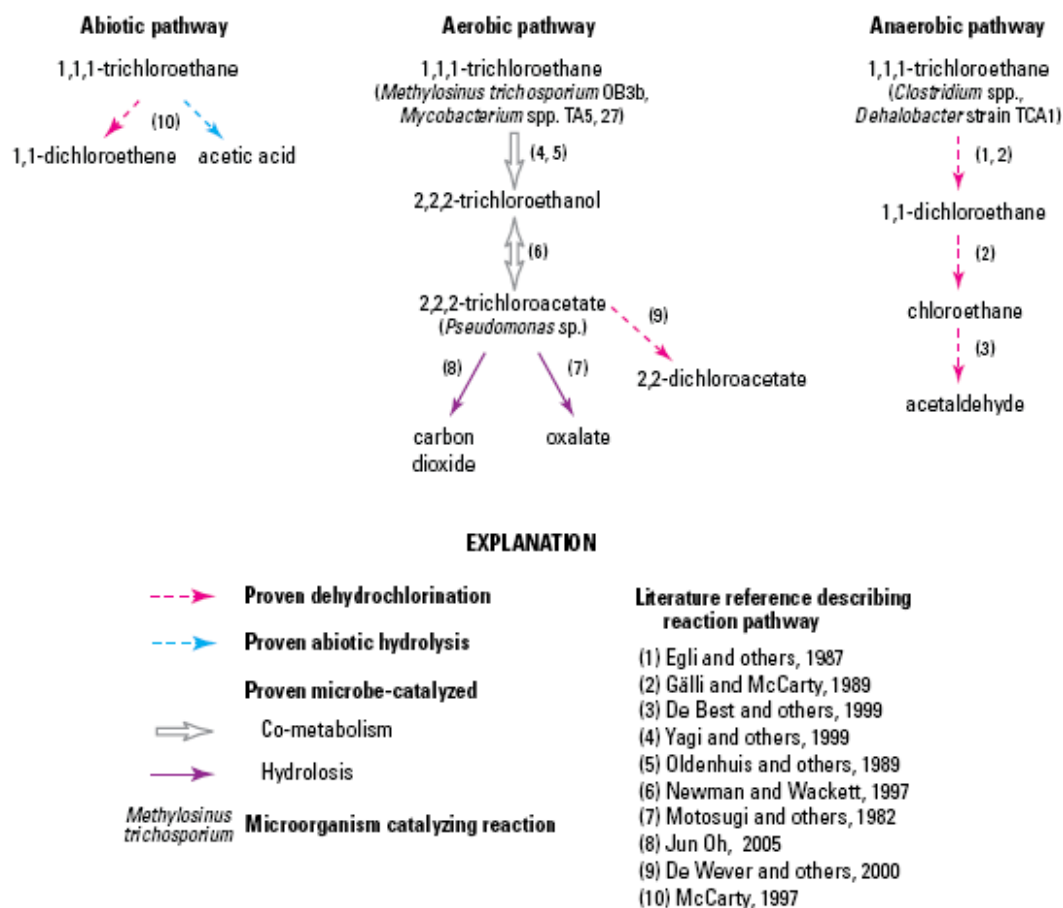 Abiotic pathway
1,1,1-trichloroethane
(10)
1,1-dichloroethene
acetic acid
Aerobic pathway
1,1,1-trichloroethane
(Methylosinus trichosporium OB3b,
Mycobacterium spp. TA5, 27)
(4, 5)
2,2,2-trichloroethanol
(6)
2,2,2-trichloroacetate
(Pseudomonas sp.)
(9)
(8)
(7)
2,2-dichloroacetate
carbon
dioxide
oxalate
Anaerobic pathway
1,1,1-trichloroethane
(Clostridium spp.,
Dehalobacter strain TCA1)
(1, 2)
1,1-dichloroethane
(2)
chloroethane
(3)
acetaldehyde
EXPLANATION
Proven dehydrochlorination
Proven abiotic hydrolysis
Proven microbe-catalyzed
Co-metabolism
Hydrolosis
Methylosinus
trichosporium
Microorganism catalyzing reaction
Literature reference describing
reaction pathway
(1) Egli and others, 1987
(2) Gälli and McCarty, 1989
(3) De Best and others, 1999
(4) Yagi and others, 1999
(5) Oldenhuis and others, 1989
(6) Newman and Wackett, 1997
(7) Motosugi and others, 1982
(8) Jun Oh, 2005
(9) De Wever and others, 2000
(10) McCarty, 1997